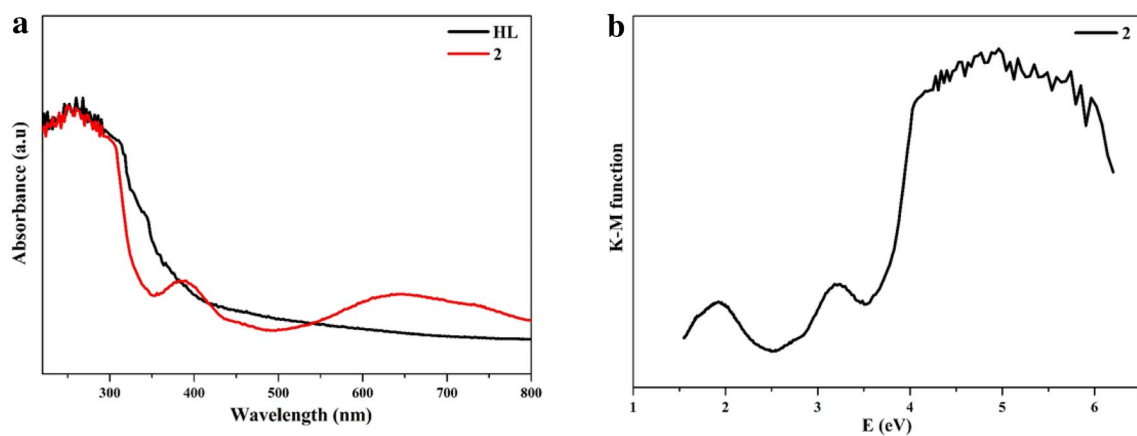 a
HL
2
Absorbance (a.u)
300 400 500 600 700 800
Wavelength (nm)
b
2
K-M function
1 2 3 4 5 6
E (eV)